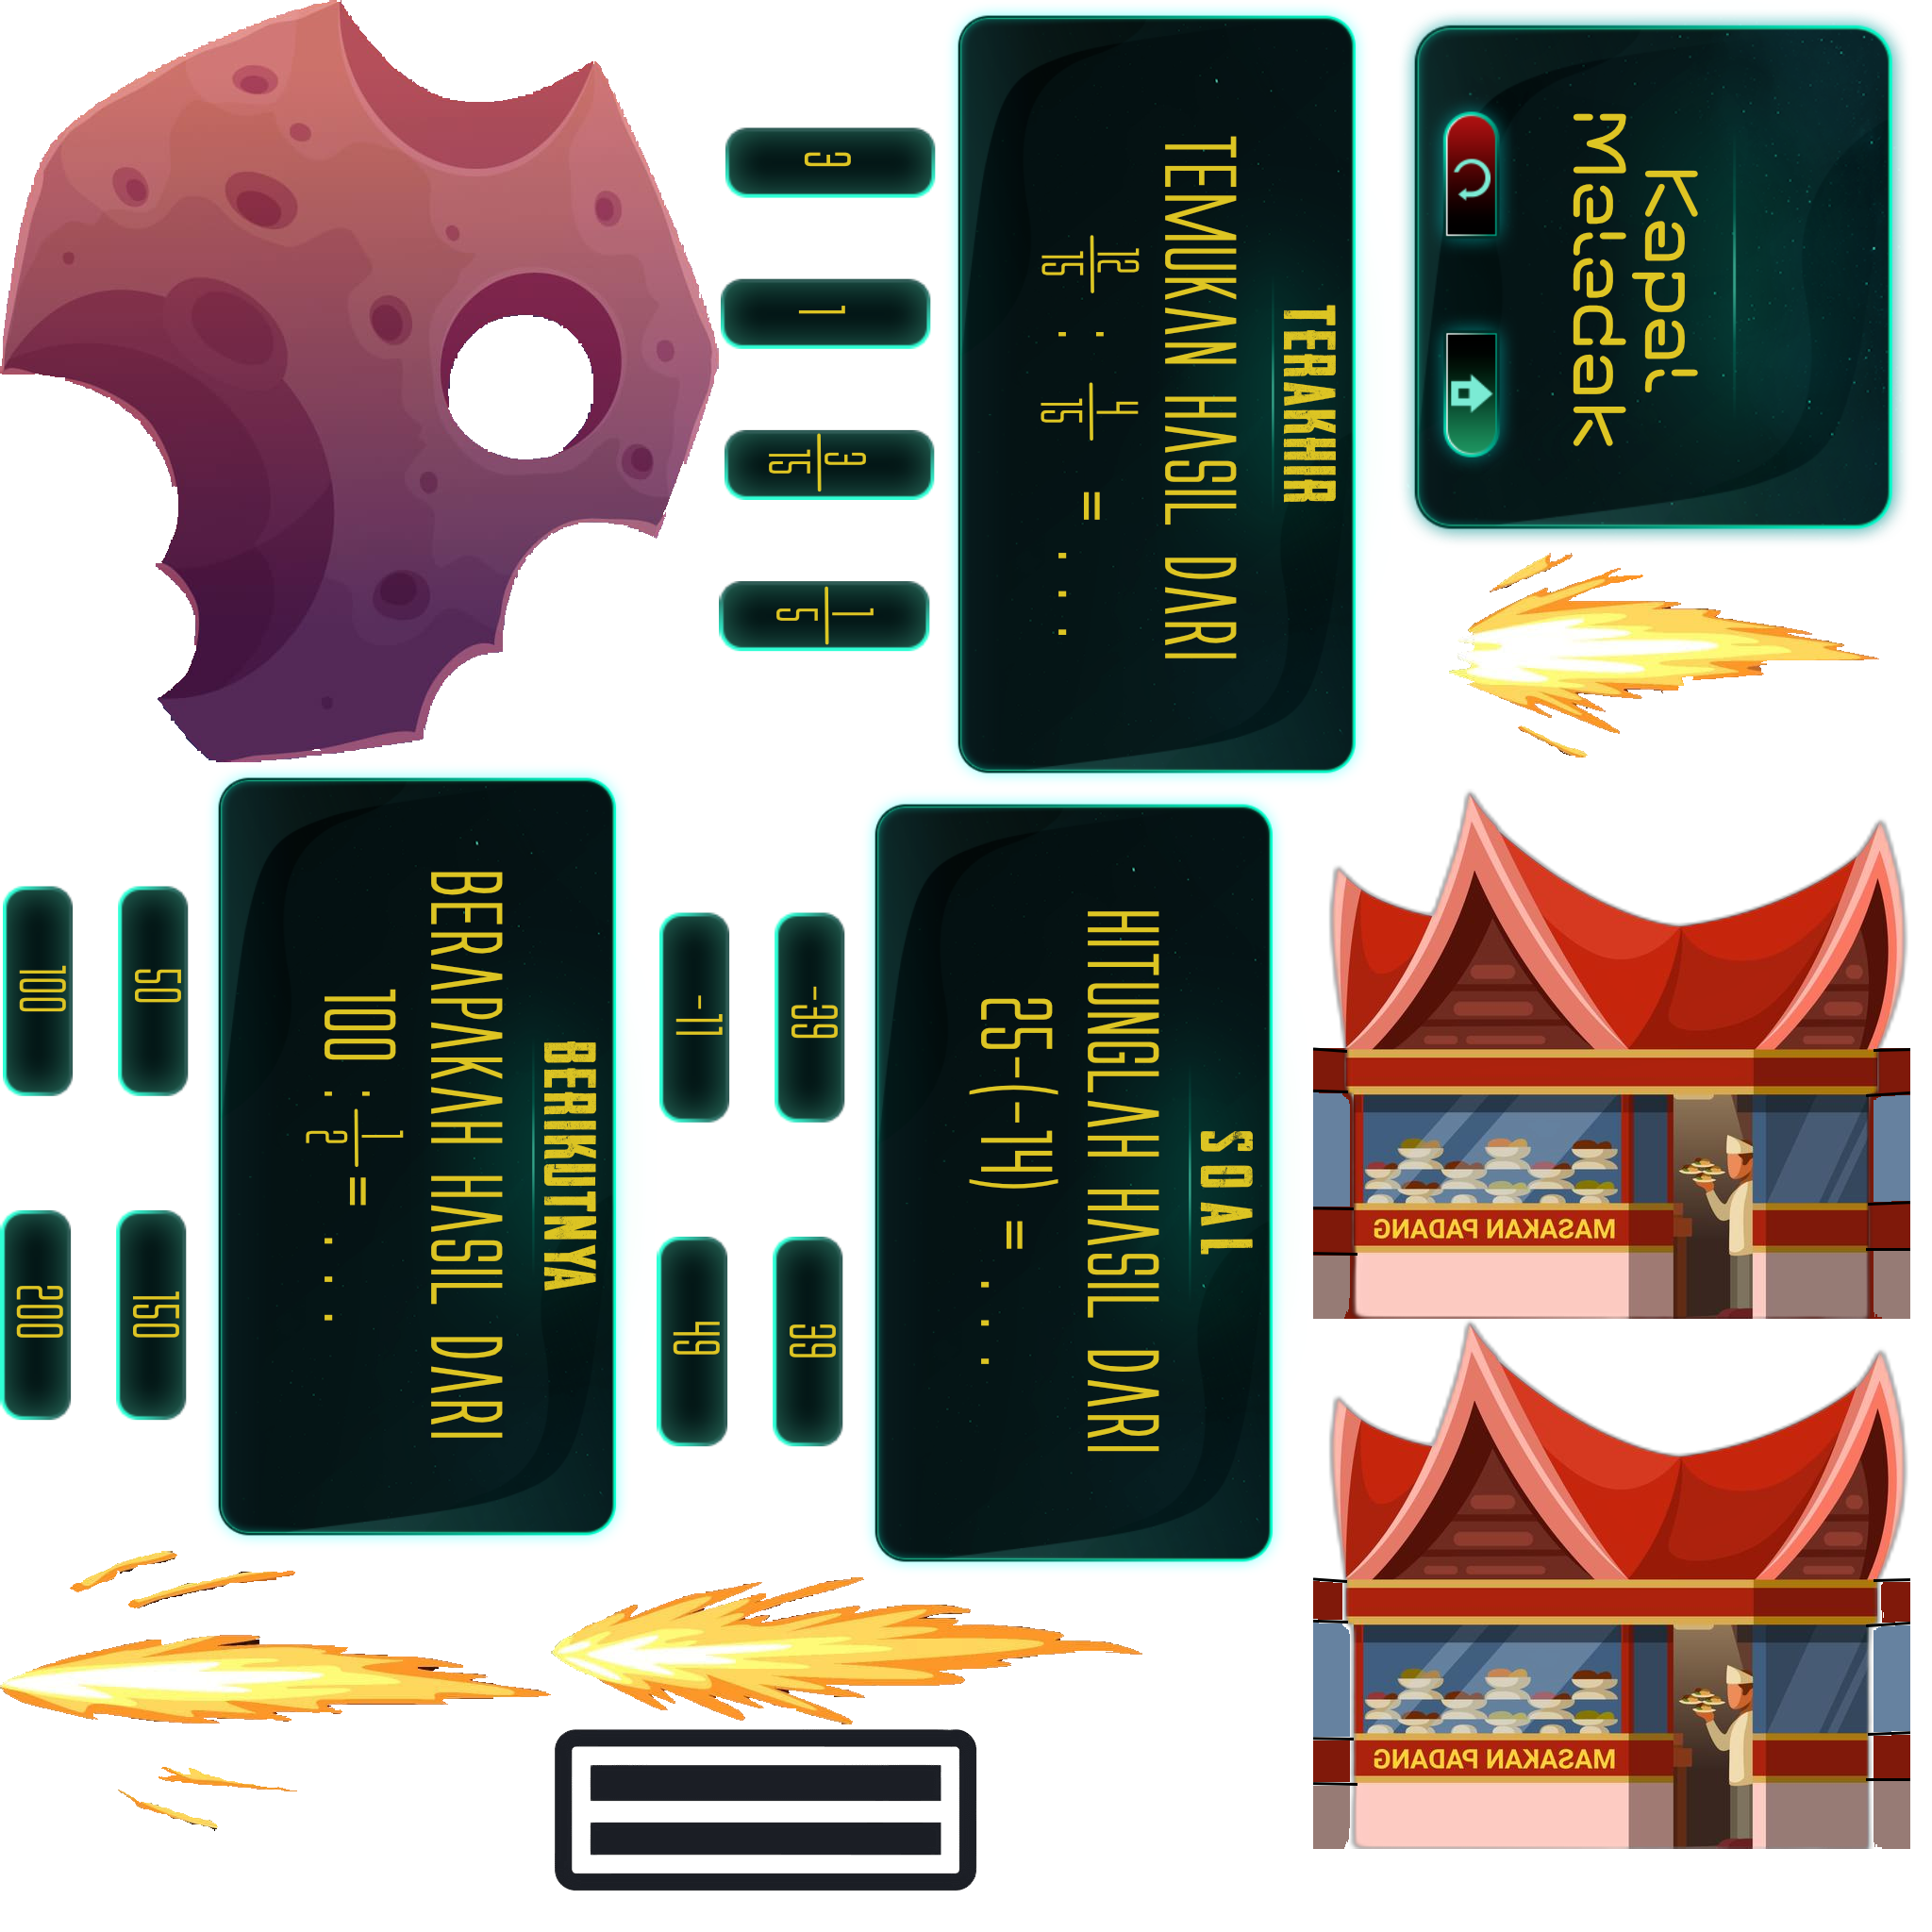 TERAKHIR
TEMUKAN HASIL DARI
12/15 : 4/15 = ...
3
1
3/15
1/5
Kapal
Meledak
BERIKUTNYA
BERAPAKAH HASIL DARI
100 : 1/2 = ...
50
150
100
200
SOAL
HITUNGLAH HASIL DARI
25-(-14) = ...
-39
39
-11
49
MASAKAN PADANG
MASAKAN PADANG